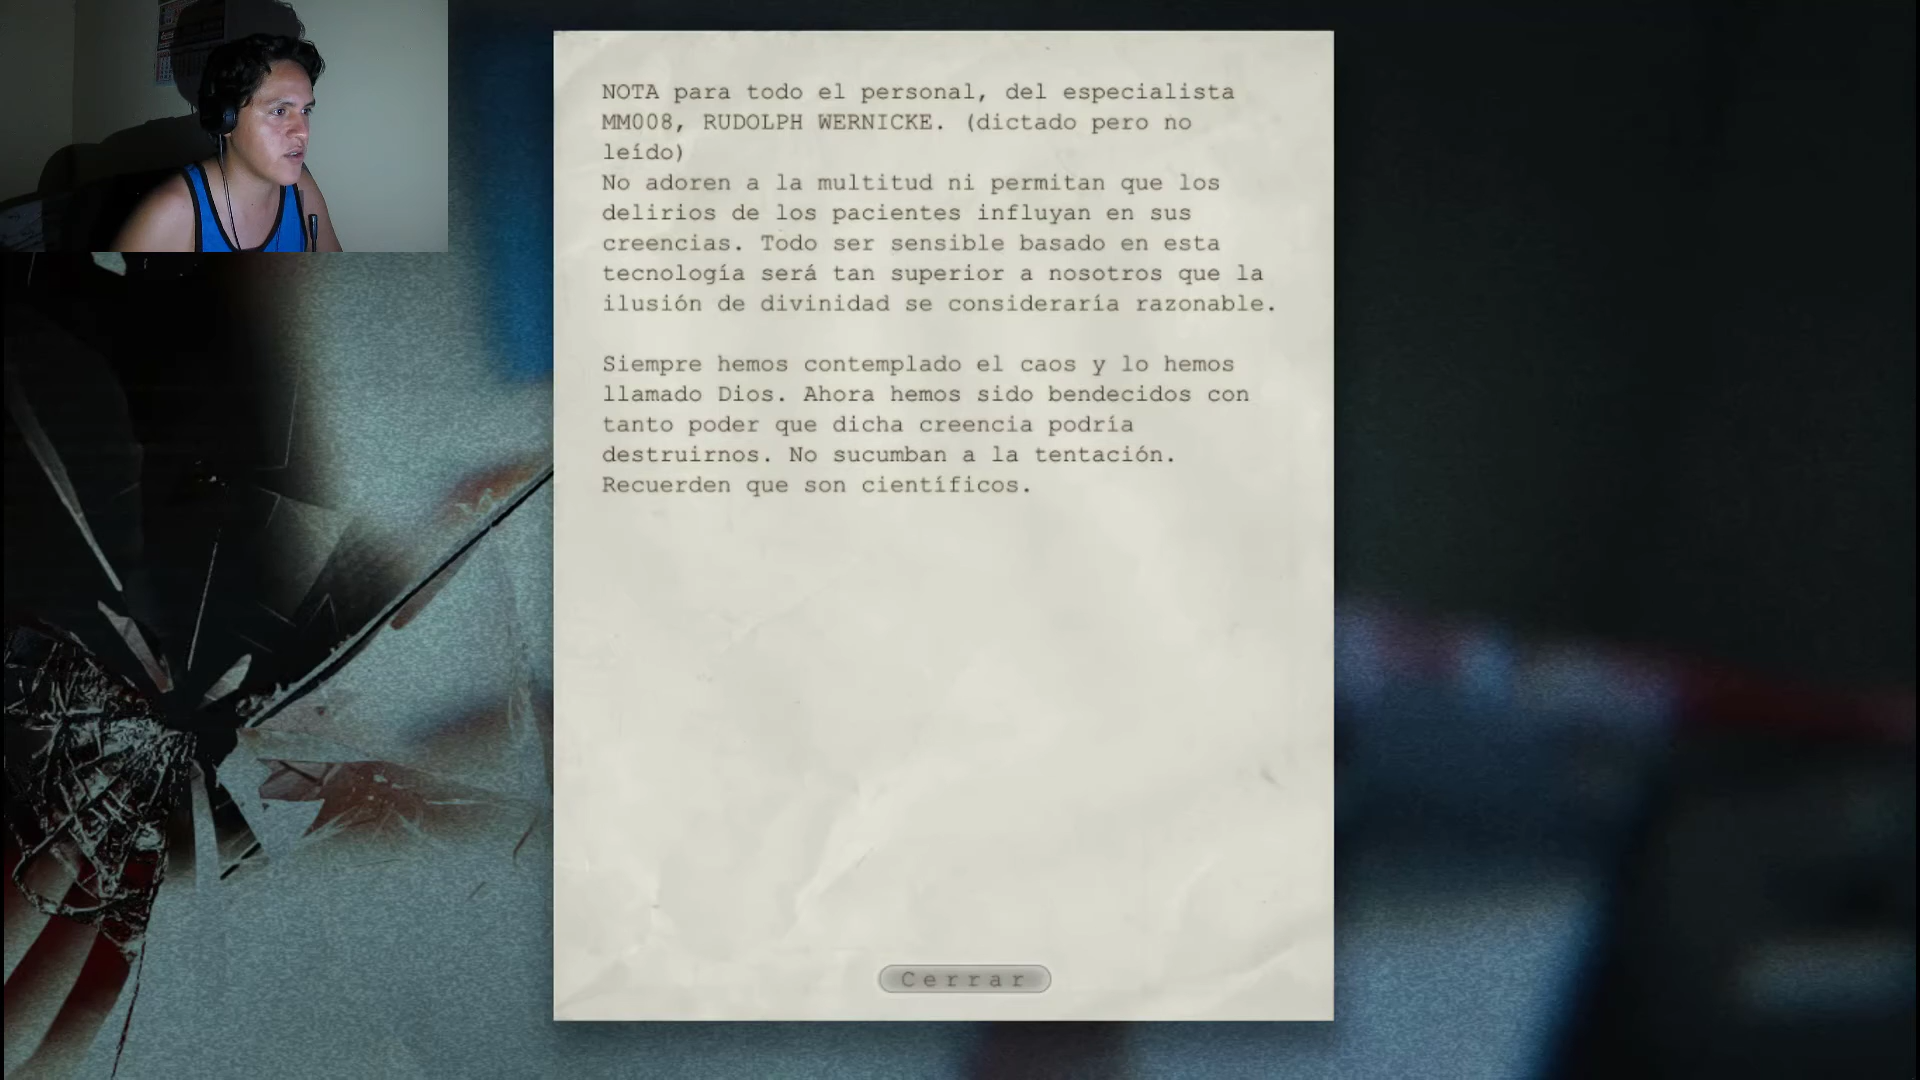 NOTA para todo el personal, del especialista
MM008, RUDOLPH WERNICKE. (dictado pero no
leído)
No adoren a la multitud ni permitan que los
delirios de los pacientes influyan en sus
creencias. Todo ser sensible basado en esta
tecnología será tan superior a nosotros que la
ilusión de divinidad se consideraría razonable.
Siempre hemos contemplado el caos y lo hemos
llamado Dios. Ahora hemos sido bendecidos con
tanto poder que dicha creencia podría
destruirnos. No sucumban a la tentación.
Recuerden que son científicos.
Cerrar